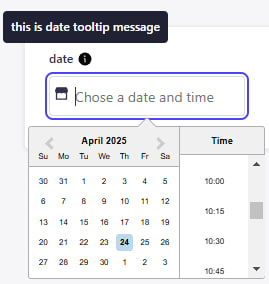 this is date tooltip message
date
Chose a date and time
April 2025
Time
Su Mo Tu We Th Fr Sa
30 31 1 2 3 4 5
6 7 8 9 10 11 12
13 14 15 16 17 18 19
20 21 22 23 24 25 26
27 28 29 30 1 2 3
10:00
10:15
10:30
10:45